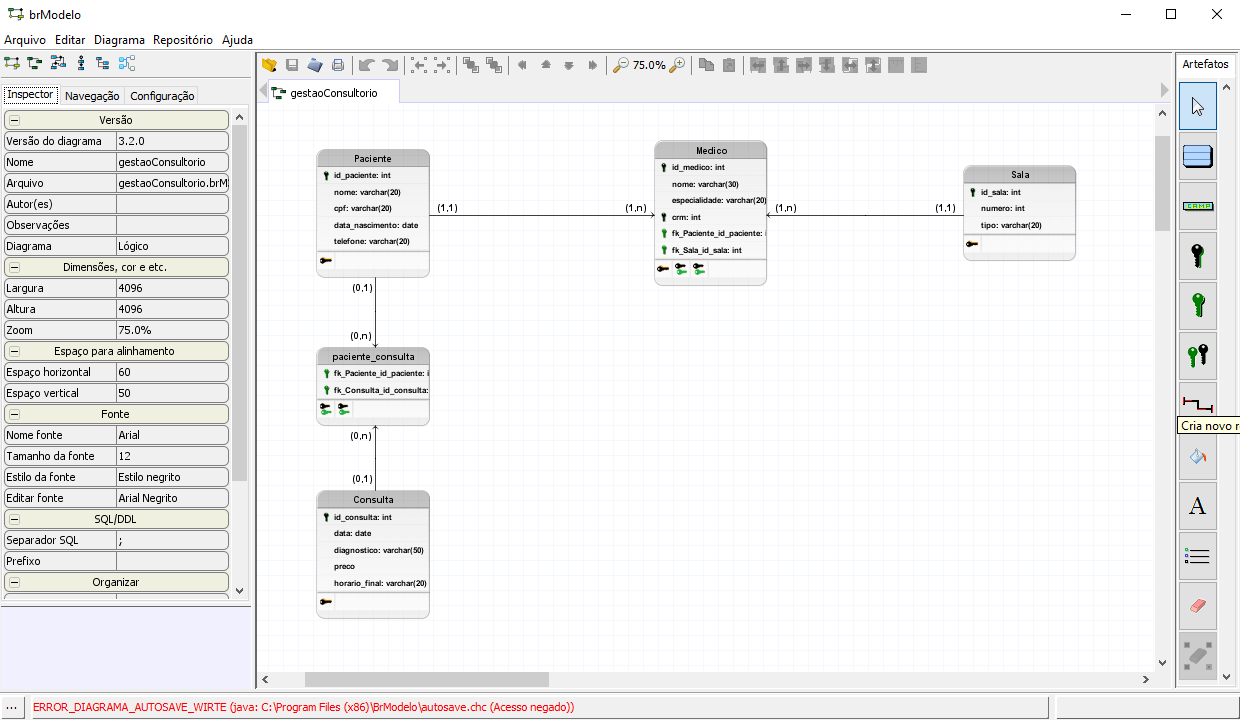 brModelo
Arquivo Editar Diagrama Repositório Ajuda
75.0%
Artefatos
Inspector Navegação Configuração
gestaoConsultorio
Versão
Versão do diagrama 3.2.0
Nome gestaoConsultorio
Arquivo gestaoConsultorio.brM
Autor(es)
Observações
Diagrama Lógico
Dimensões, cor e etc.
Largura 4096
Altura 4096
Zoom 75.0%
Espaço para alinhamento
Espaço horizontal 60
Espaço vertical 50
Fonte
Nome fonte Arial
Tamanho da fonte 12
Estilo da fonte Estilo negrito
Editar fonte Arial Negrito
SQL/DDL
Separador SQL ;
Prefixo
Organizar
Paciente
id_paciente: int
nome: varchar(20)
cpf: varchar(20)
data_nascimento: date
telefone: varchar(20)
(1,1)
(1,n)
Medico
id_medico: int
nome: varchar(30)
especialidade: varchar(20)
crm: int
fk_Paciente_id_paciente: i
fk_Sala_id_sala: int
(1,n)
(1,1)
Sala
id_sala: int
numero: int
tipo: varchar(20)
(0,1)
(0,n)
paciente_consulta
fk_Paciente_id_paciente: i
fk_Consulta_id_consulta:
(0,n)
(0,1)
Consulta
id_consulta: int
data: date
diagnostico: varchar(50)
preco
horario_final: varchar(20)
CAMP
Cria novo r
A
...
ERROR_DIAGRAMA_AUTOSAVE_WIRTE (java: C:\Program Files (x86)\BrModelo\autosave.chc (Acesso negado))